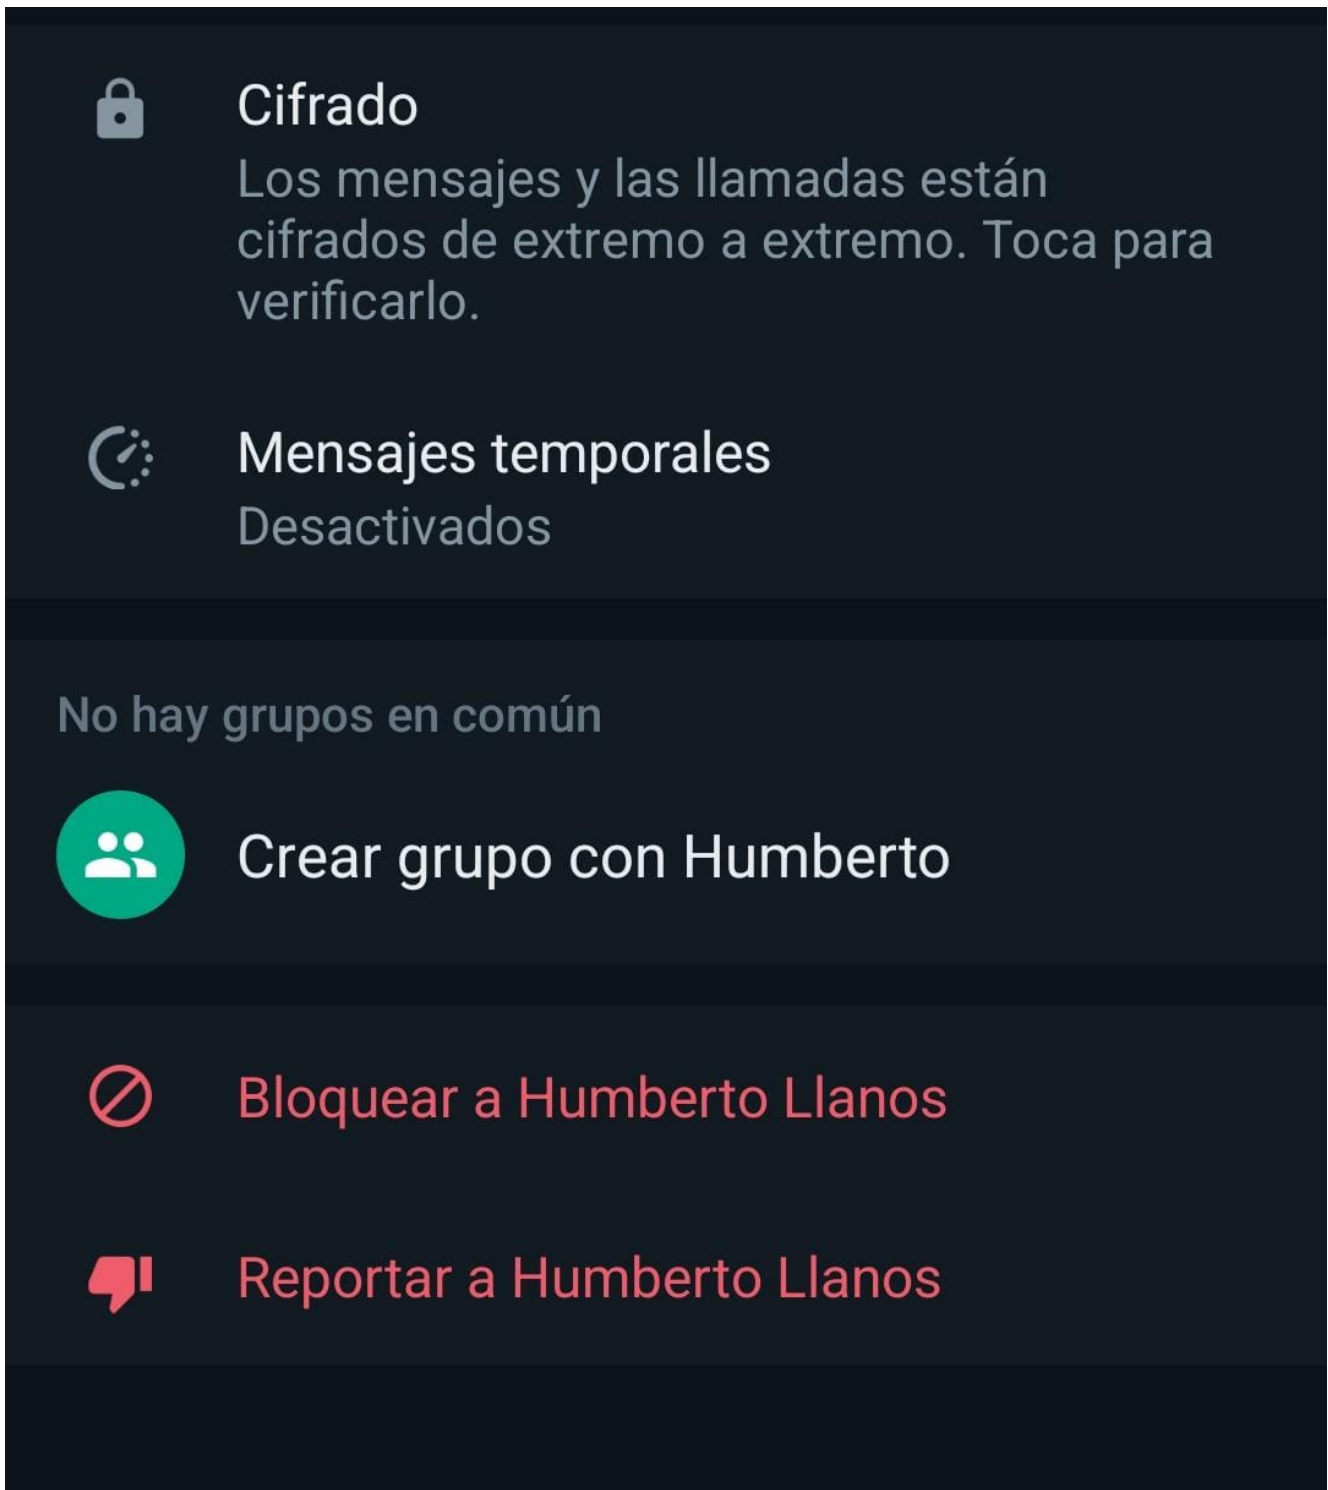 Cifrado
Los mensajes y las llamadas están
cifrados de extremo a extremo. Toca para
verificarlo.
Mensajes temporales
Desactivados
No hay grupos en común
Crear grupo con Humberto
Bloquear a Humberto Llanos
Reportar a Humberto Llanos